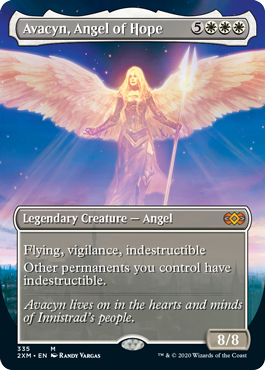 Avacyn, Angel of Hope 5
Legendary Creature — Angel
Flying, vigilance, indestructible
Other permanents you control have
indestructible.
Avacyn lives on in the hearts and minds
of Innistrad's people.
8/8
335 M
2XM • EN Randy Vargas ™ & © 2020 Wizards of the Coast